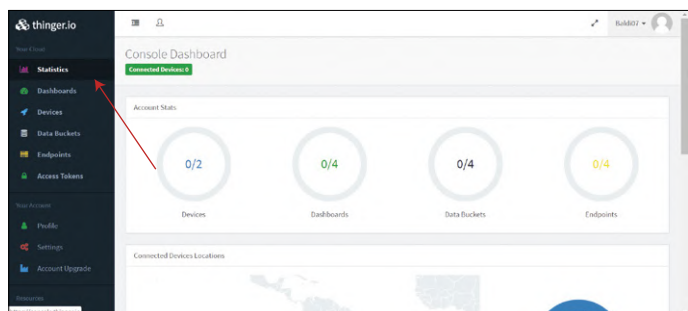 thinger.io
Baldi07
Your Cloud
Statistics
Dashboards
Devices
Data Buckets
Endpoints
Access Tokens
Your Account
Profile
Settings
Account Upgrade
Resources
Console Dashboard
Connected Devices: 0
Account Stats
0/2
0/4
0/4
0/4
Devices
Dashboards
Data Buckets
Endpoints
Connected Devices Locations